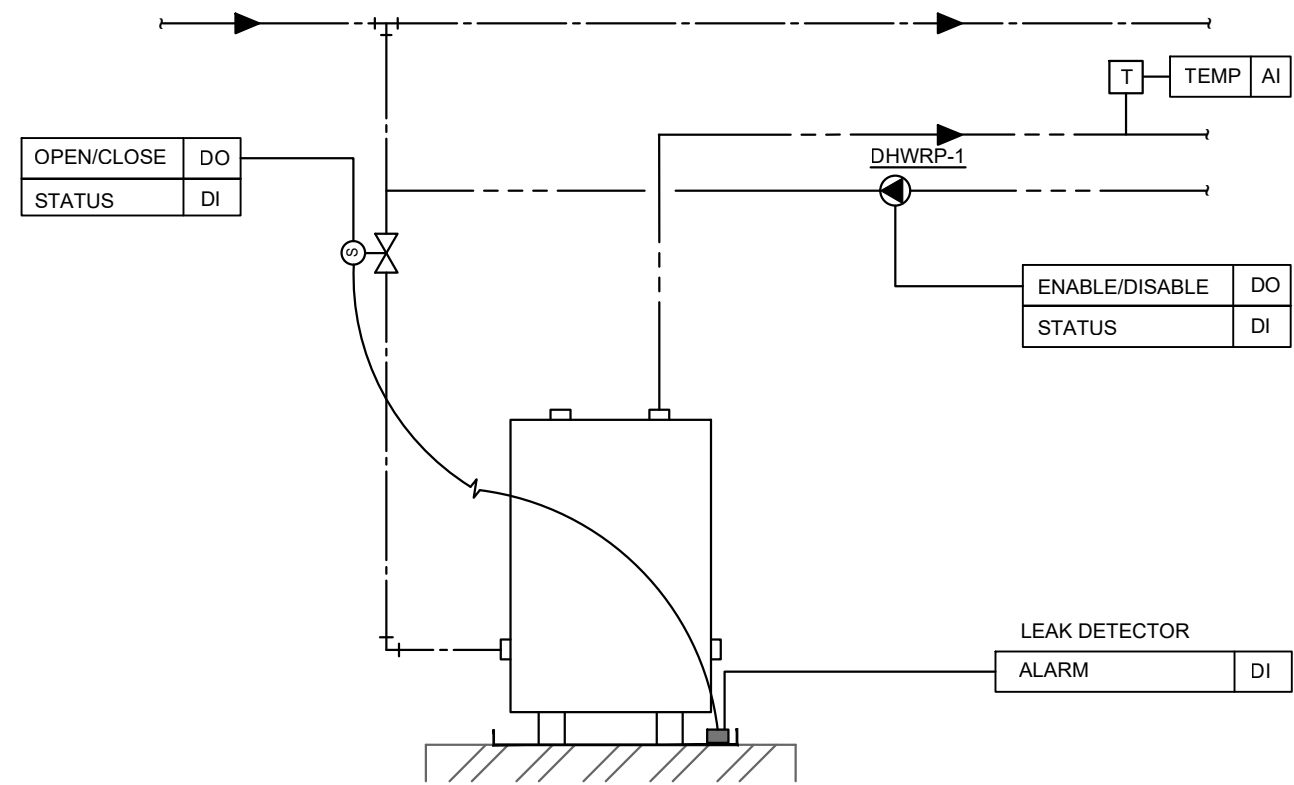 T TEMP AI
OPEN/CLOSE DO
STATUS DI
DHWRP-1
S
ENABLE/DISABLE DO
STATUS DI
LEAK DETECTOR
ALARM DI